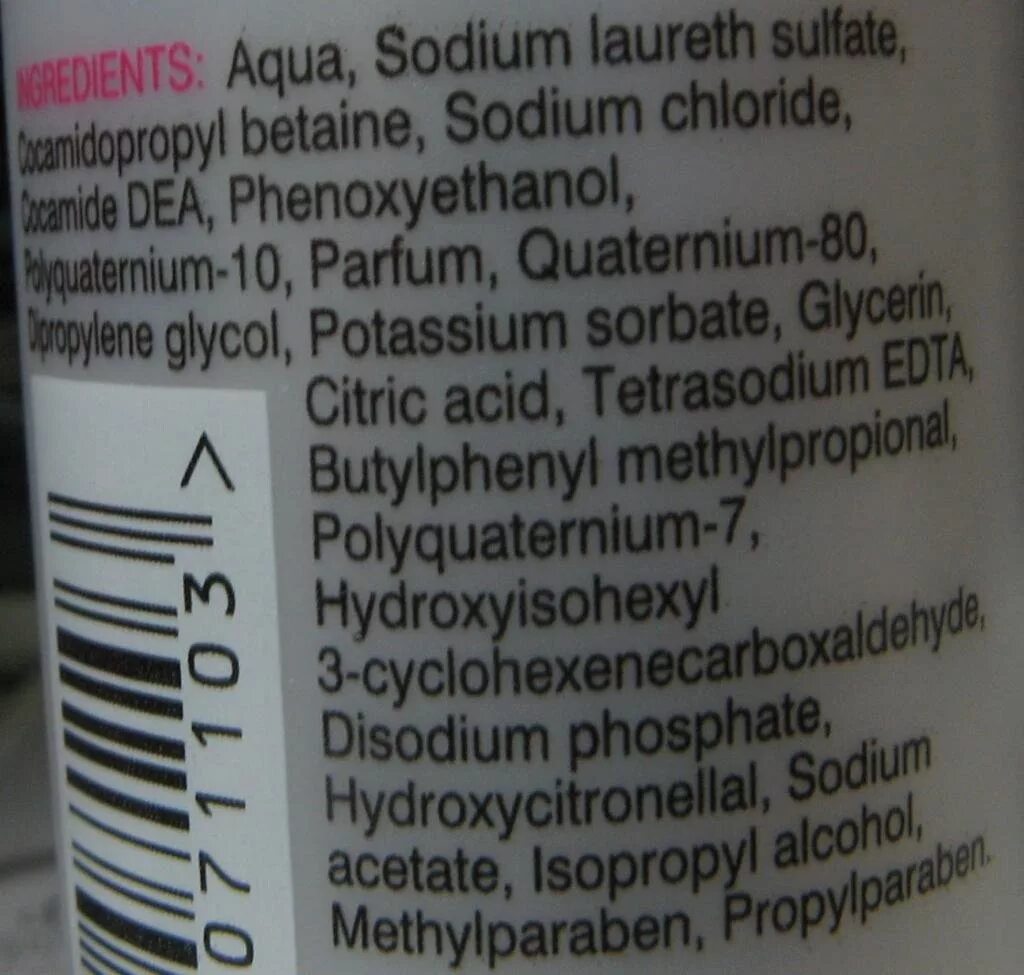 INGREDIENTS: Aqua, Sodium laureth sulfate,
Cocamidopropyl betaine, Sodium chloride,
Cocamide DEA, Phenoxyethanol,
Polyquaternium-10, Parfum, Quaternium-80,
Dipropylene glycol, Potassium sorbate, Glycerin,
Citric acid, Tetrasodium EDTA,
Butylphenyl methylpropional,
Polyquaternium-7,
Hydroxyisohexyl
3-cyclohexenecarboxaldehyde,
Disodium phosphate,
Hydroxycitronellal, Sodium
acetate, Isopropyl alcohol,
Methylparaben, Propylparaben.
071103 >